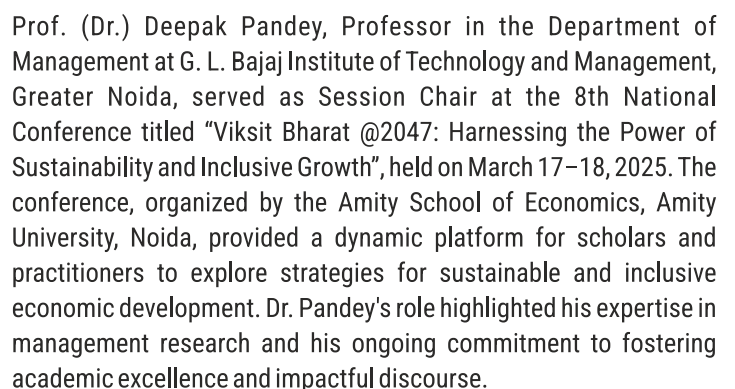 Prof. (Dr.) Deepak Pandey, Professor in the Department of
Management at G. L. Bajaj Institute of Technology and Management,
Greater Noida, served as Session Chair at the 8th National
Conference titled “Viksit Bharat @2047: Harnessing the Power of
Sustainability and Inclusive Growth”, held on March 17–18, 2025. The
conference, organized by the Amity School of Economics, Amity
University, Noida, provided a dynamic platform for scholars and
practitioners to explore strategies for sustainable and inclusive
economic development. Dr. Pandey's role highlighted his expertise in
management research and his ongoing commitment to fostering
academic excellence and impactful discourse.